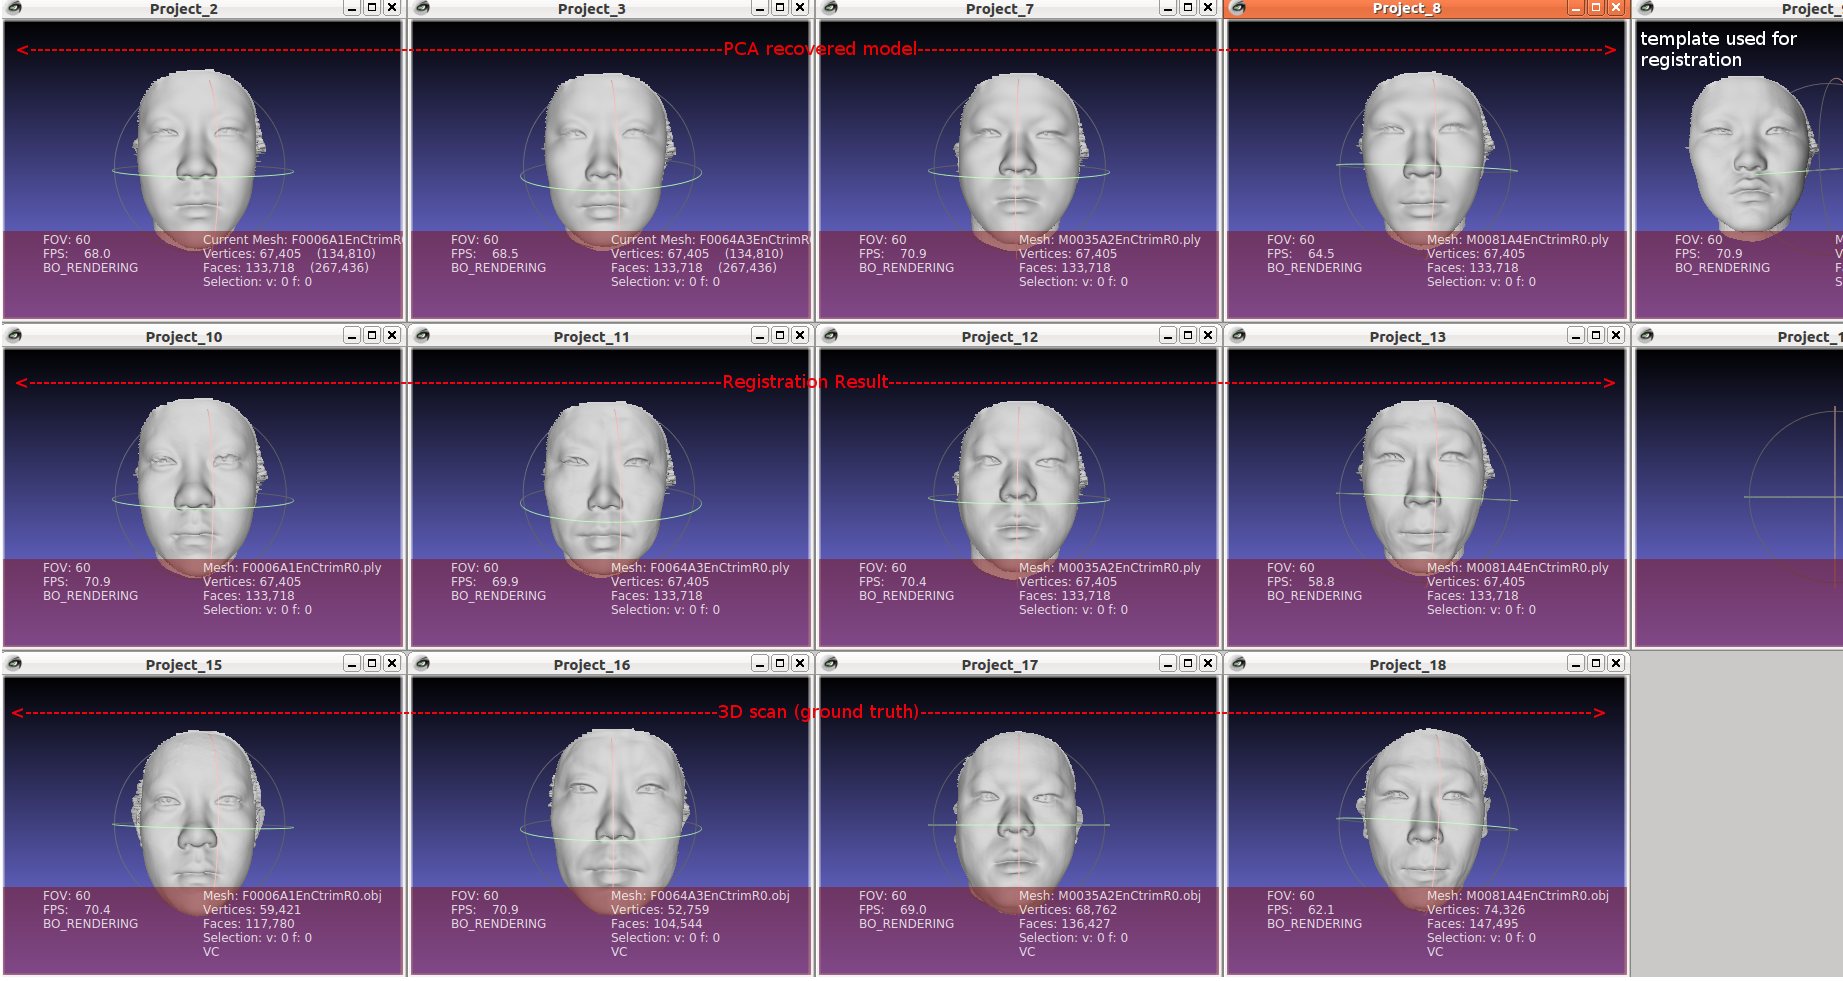 Project_2
Project_3
Project_7
Project_8
Project_
<------PCA recovered model------>
template used for
registration
FOV: 60
FPS: 68.0
BO_RENDERING
Current Mesh: F0006A1EnCtrimR
Vertices: 67,405 (134,810)
Faces: 133,718 (267,436)
Selection: v: 0 f: 0
FOV: 60
FPS: 68.5
BO_RENDERING
Current Mesh: F0064A3EnCtrimR
Vertices: 67,405 (134,810)
Faces: 133,718 (267,436)
Selection: v: 0 f: 0
FOV: 60
FPS: 70.9
BO_RENDERING
Mesh: M0035A2EnCtrimR0.ply
Vertices: 67,405
Faces: 133,718
Selection: v: 0 f: 0
FOV: 60
FPS: 64.5
BO_RENDERING
Mesh: M0081A4EnCtrimR0.ply
Vertices: 67,405
Faces: 133,718
Selection: v: 0 f: 0
FOV: 60
FPS: 70.9
BO_RENDERING
Project_10
Project_11
Project_12
Project_13
Project_1
<------Registration Result------>
FOV: 60
FPS: 70.9
BO_RENDERING
Mesh: F0006A1EnCtrimR0.ply
Vertices: 67,405
Faces: 133,718
Selection: v: 0 f: 0
FOV: 60
FPS: 69.9
BO_RENDERING
Mesh: F0064A3EnCtrimR0.ply
Vertices: 67,405
Faces: 133,718
Selection: v: 0 f: 0
FOV: 60
FPS: 70.4
BO_RENDERING
Mesh: M0035A2EnCtrimR0.ply
Vertices: 67,405
Faces: 133,718
Selection: v: 0 f: 0
FOV: 60
FPS: 58.8
BO_RENDERING
Mesh: M0081A4EnCtrimR0.ply
Vertices: 67,405
Faces: 133,718
Selection: v: 0 f: 0
Project_15
Project_16
Project_17
Project_18
<------3D scan (ground truth)------>
FOV: 60
FPS: 70.4
BO_RENDERING
Mesh: F0006A1EnCtrimR0.obj
Vertices: 59,421
Faces: 117,780
Selection: v: 0 f: 0
VC
FOV: 60
FPS: 70.9
BO_RENDERING
Mesh: F0064A3EnCtrimR0.obj
Vertices: 52,759
Faces: 104,544
Selection: v: 0 f: 0
VC
FOV: 60
FPS: 69.0
BO_RENDERING
Mesh: M0035A2EnCtrimR0.obj
Vertices: 68,762
Faces: 136,427
Selection: v: 0 f: 0
VC
FOV: 60
FPS: 62.1
BO_RENDERING
Mesh: M0081A4EnCtrimR0.obj
Vertices: 74,326
Faces: 147,495
Selection: v: 0 f: 0
VC